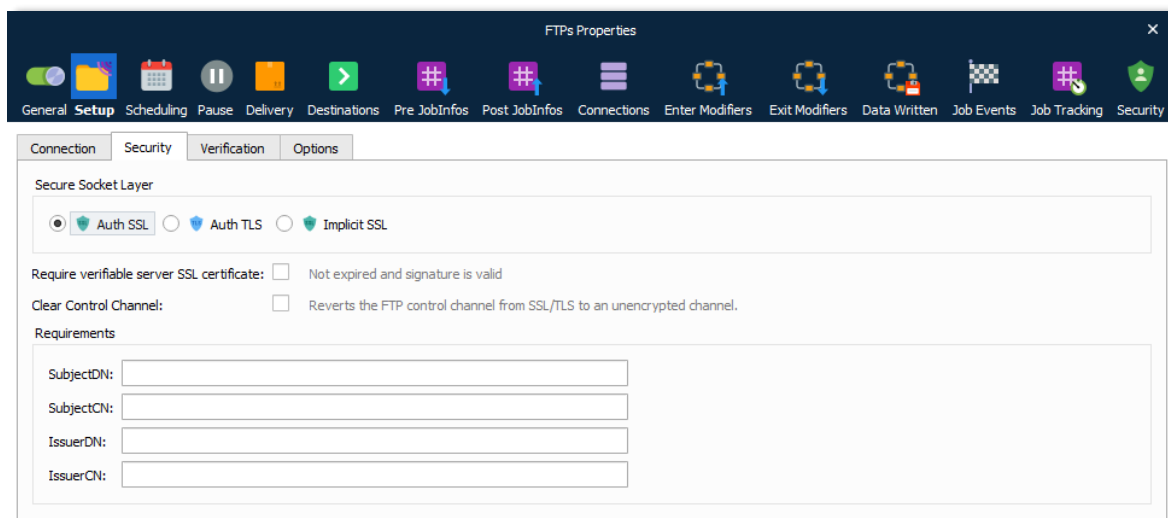 FTPs Properties
General Setup Scheduling Pause Delivery Destinations Pre JobInfos Post JobInfos Connections Enter Modifiers Exit Modifiers Data Written Job Events Job Tracking Security
Connection Security Verification Options
Secure Socket Layer
Auth SSL Auth TLS Implicit SSL
Require verifiable server SSL certificate: Not expired and signature is valid
Clear Control Channel: Reverts the FTP control channel from SSL/TLS to an unencrypted channel.
Requirements
SubjectDN:
SubjectCN:
IssuerDN:
IssuerCN: